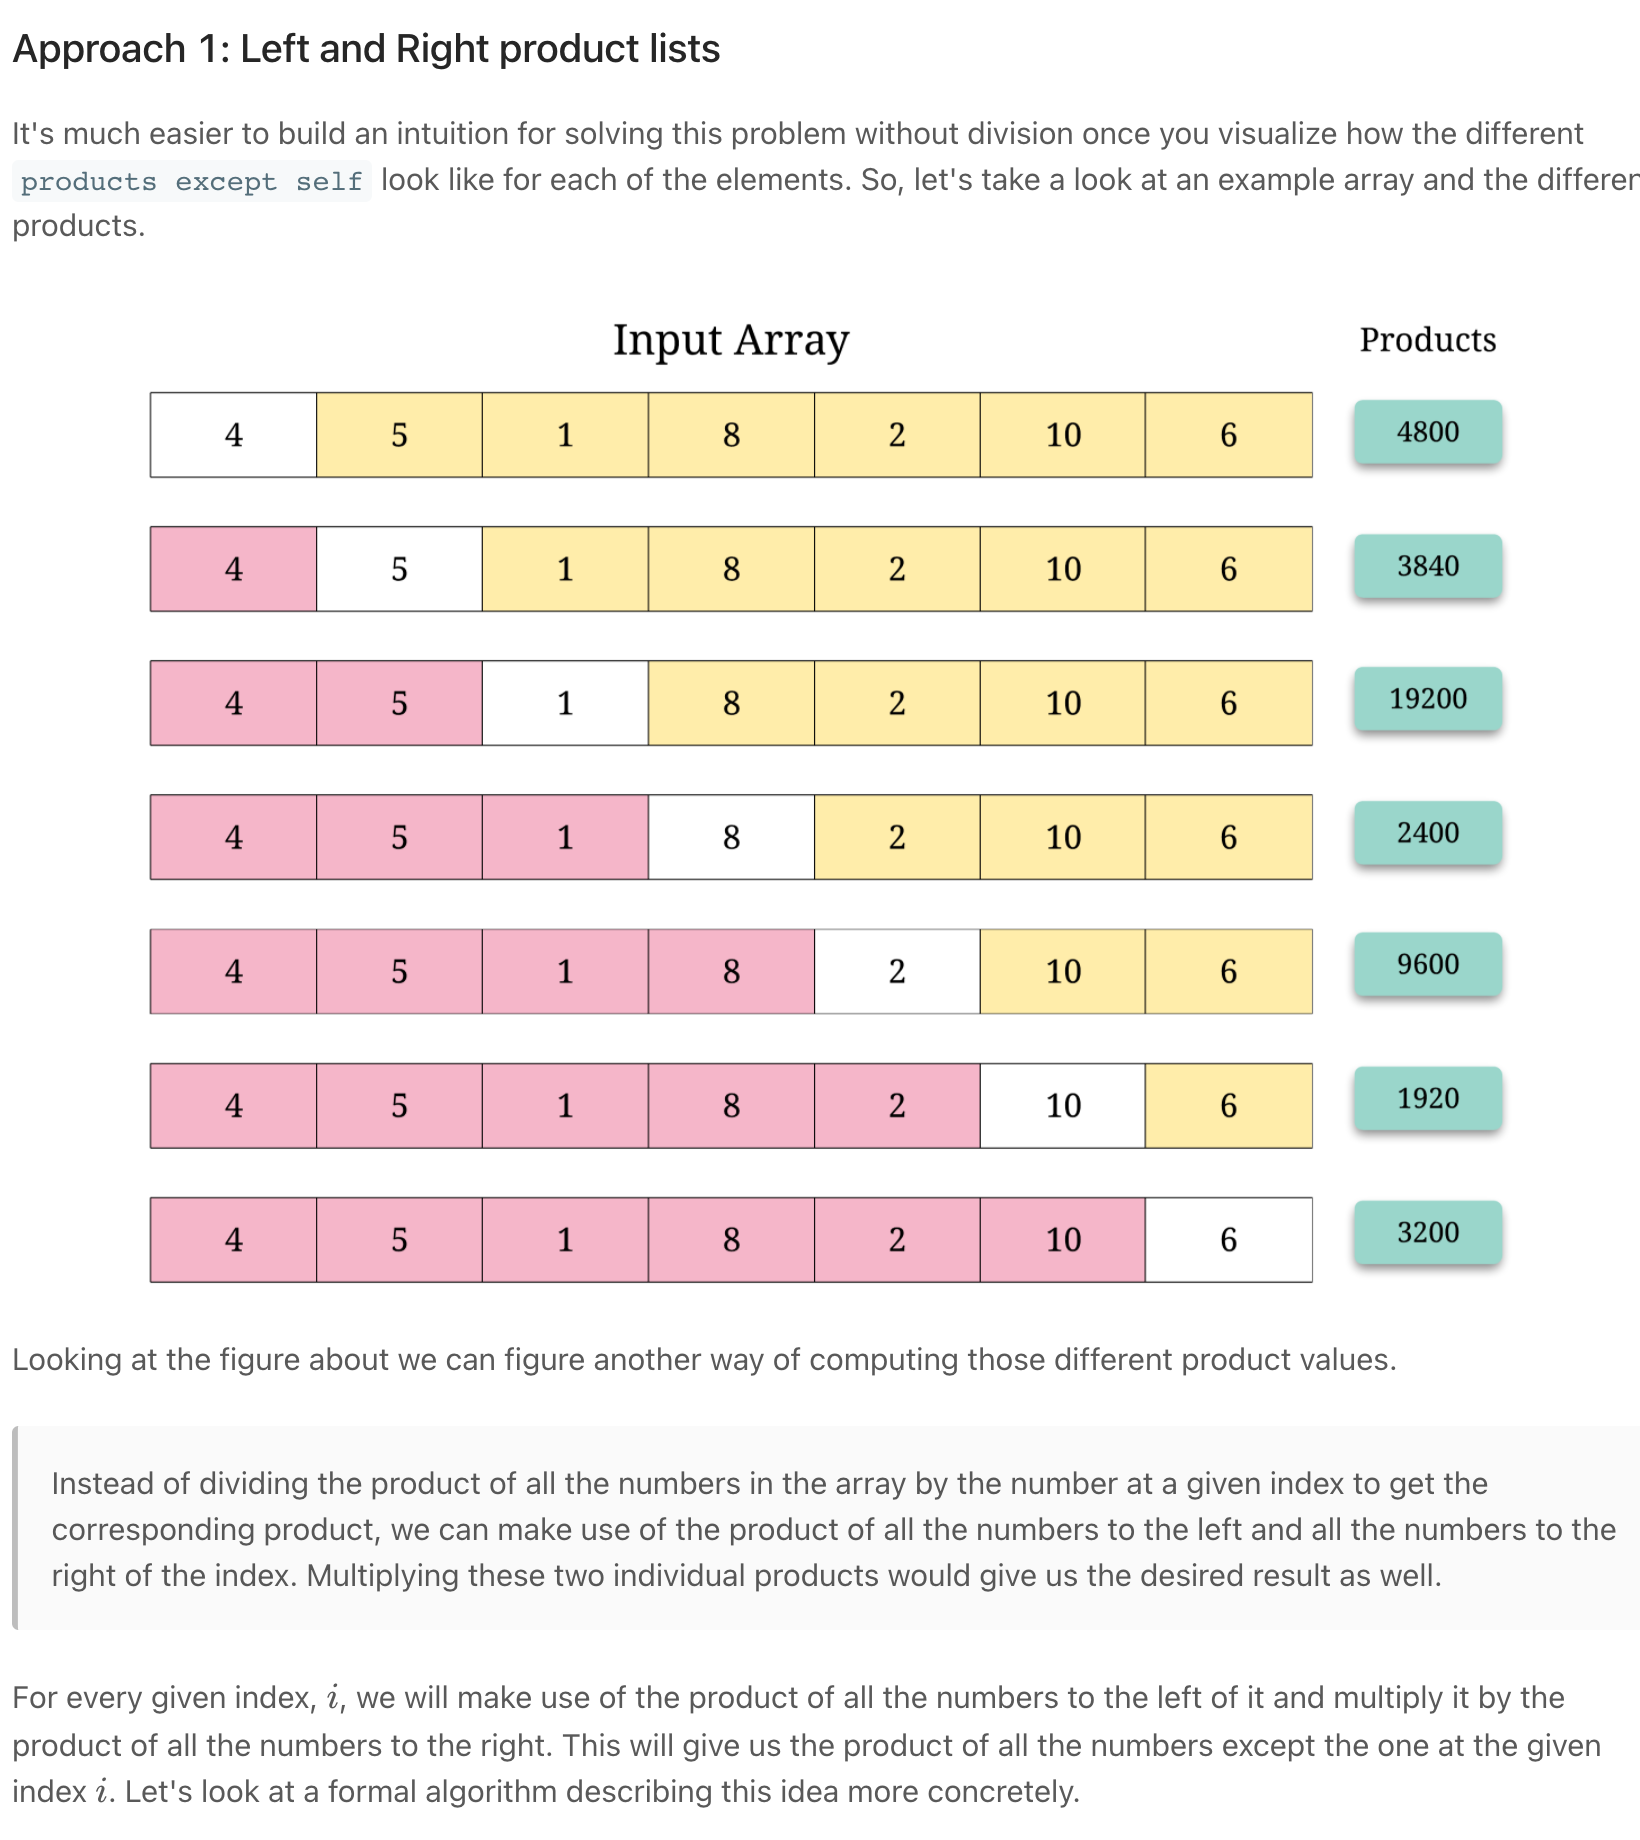 Approach 1: Left and Right product lists
It's much easier to build an intuition for solving this problem without division once you visualize how the different
products except self look like for each of the elements. So, let's take a look at an example array and the differen
products.
Input Array Products
4 5 1 8 2 10 6 4800
4 5 1 8 2 10 6 3840
4 5 1 8 2 10 6 19200
4 5 1 8 2 10 6 2400
4 5 1 8 2 10 6 9600
4 5 1 8 2 10 6 1920
4 5 1 8 2 10 6 3200
Looking at the figure about we can figure another way of computing those different product values.
Instead of dividing the product of all the numbers in the array by the number at a given index to get the
corresponding product, we can make use of the product of all the numbers to the left and all the numbers to the
right of the index. Multiplying these two individual products would give us the desired result as well.
For every given index, i, we will make use of the product of all the numbers to the left of it and multiply it by the
product of all the numbers to the right. This will give us the product of all the numbers except the one at the given
index i. Let's look at a formal algorithm describing this idea more concretely.